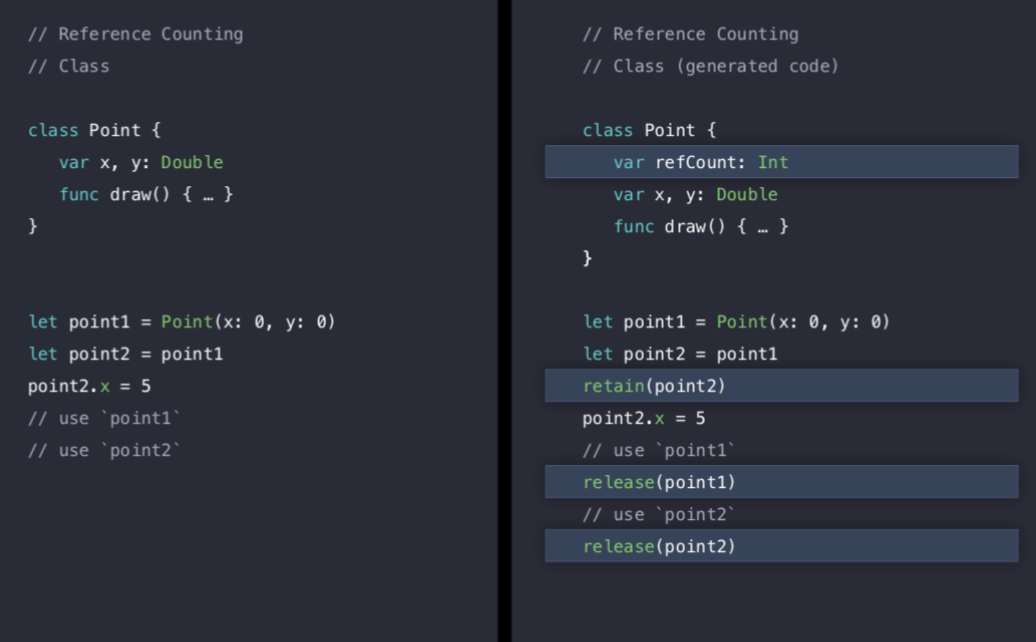 // Reference Counting
// Class
class Point {
   var x, y: Double
   func draw() { … }
}
let point1 = Point(x: 0, y: 0)
let point2 = point1
point2.x = 5
// use `point1`
// use `point2`
// Reference Counting
// Class (generated code)
class Point {
   var refCount: Int
   var x, y: Double
   func draw() { … }
}
let point1 = Point(x: 0, y: 0)
let point2 = point1
retain(point2)
point2.x = 5
// use `point1`
release(point1)
// use `point2`
release(point2)